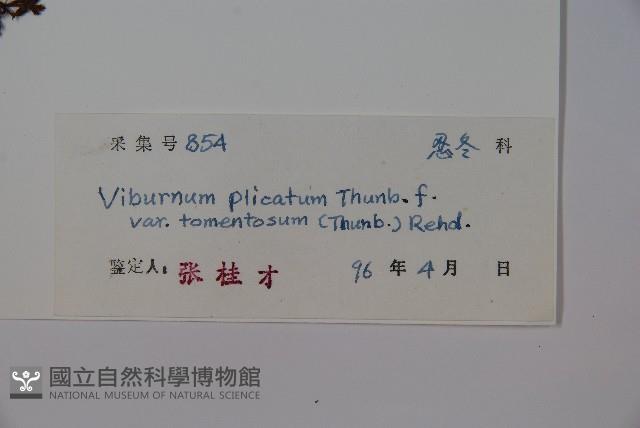 采集号 854 忍冬 科
Viburnum plicatum Thunb. f.
var. tomentosum (Thunb.) Rehd.
鉴定人: 张桂才 96 年 4 月 日
國立自然科學博物館
NATIONAL MUSEUM OF NATURAL SCIENCE